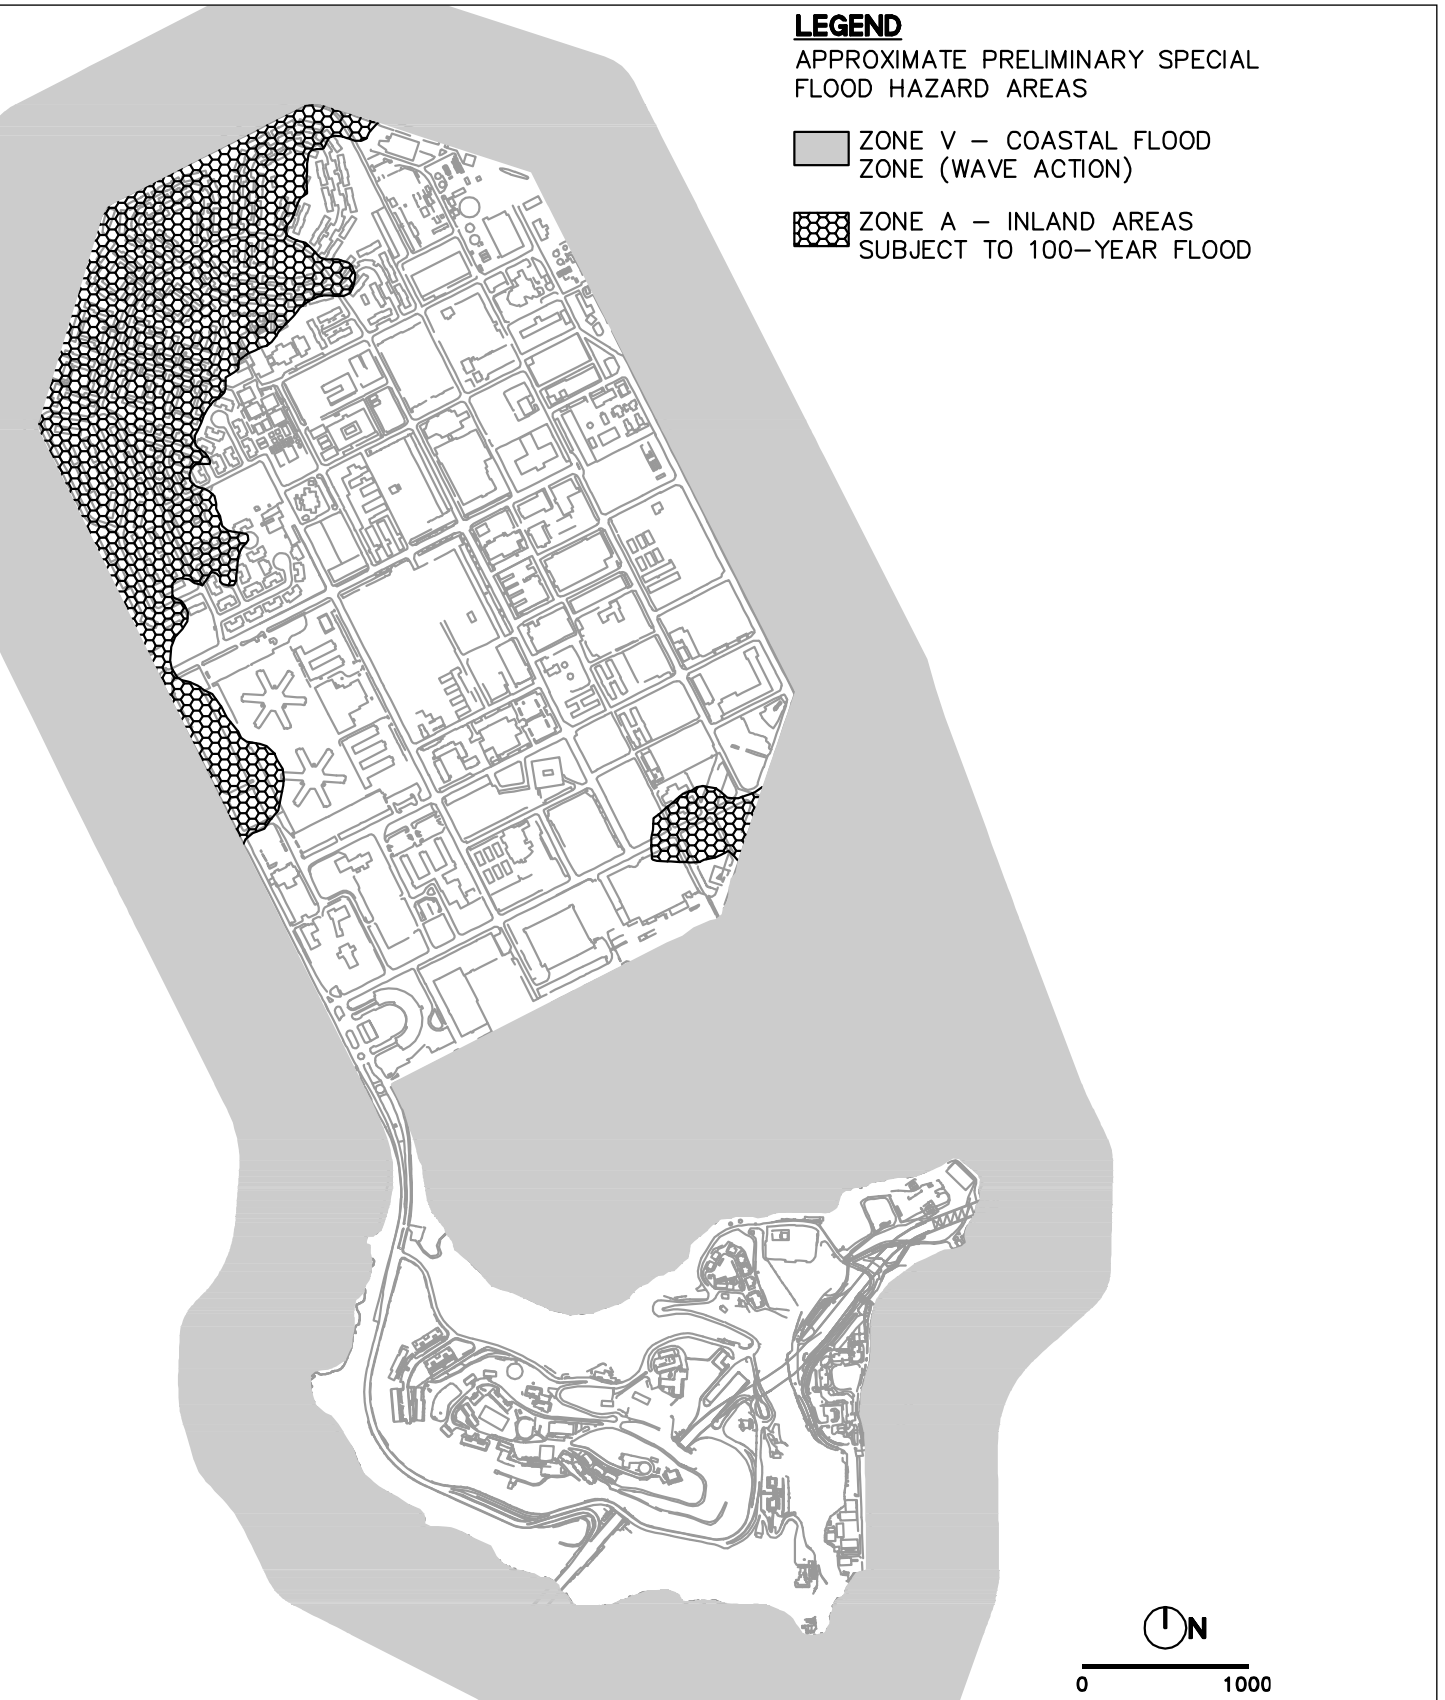 LEGEND
APPROXIMATE PRELIMINARY SPECIAL
FLOOD HAZARD AREAS
ZONE V – COASTAL FLOOD
ZONE (WAVE ACTION)
ZONE A – INLAND AREAS
SUBJECT TO 100–YEAR FLOOD
N
0 1000